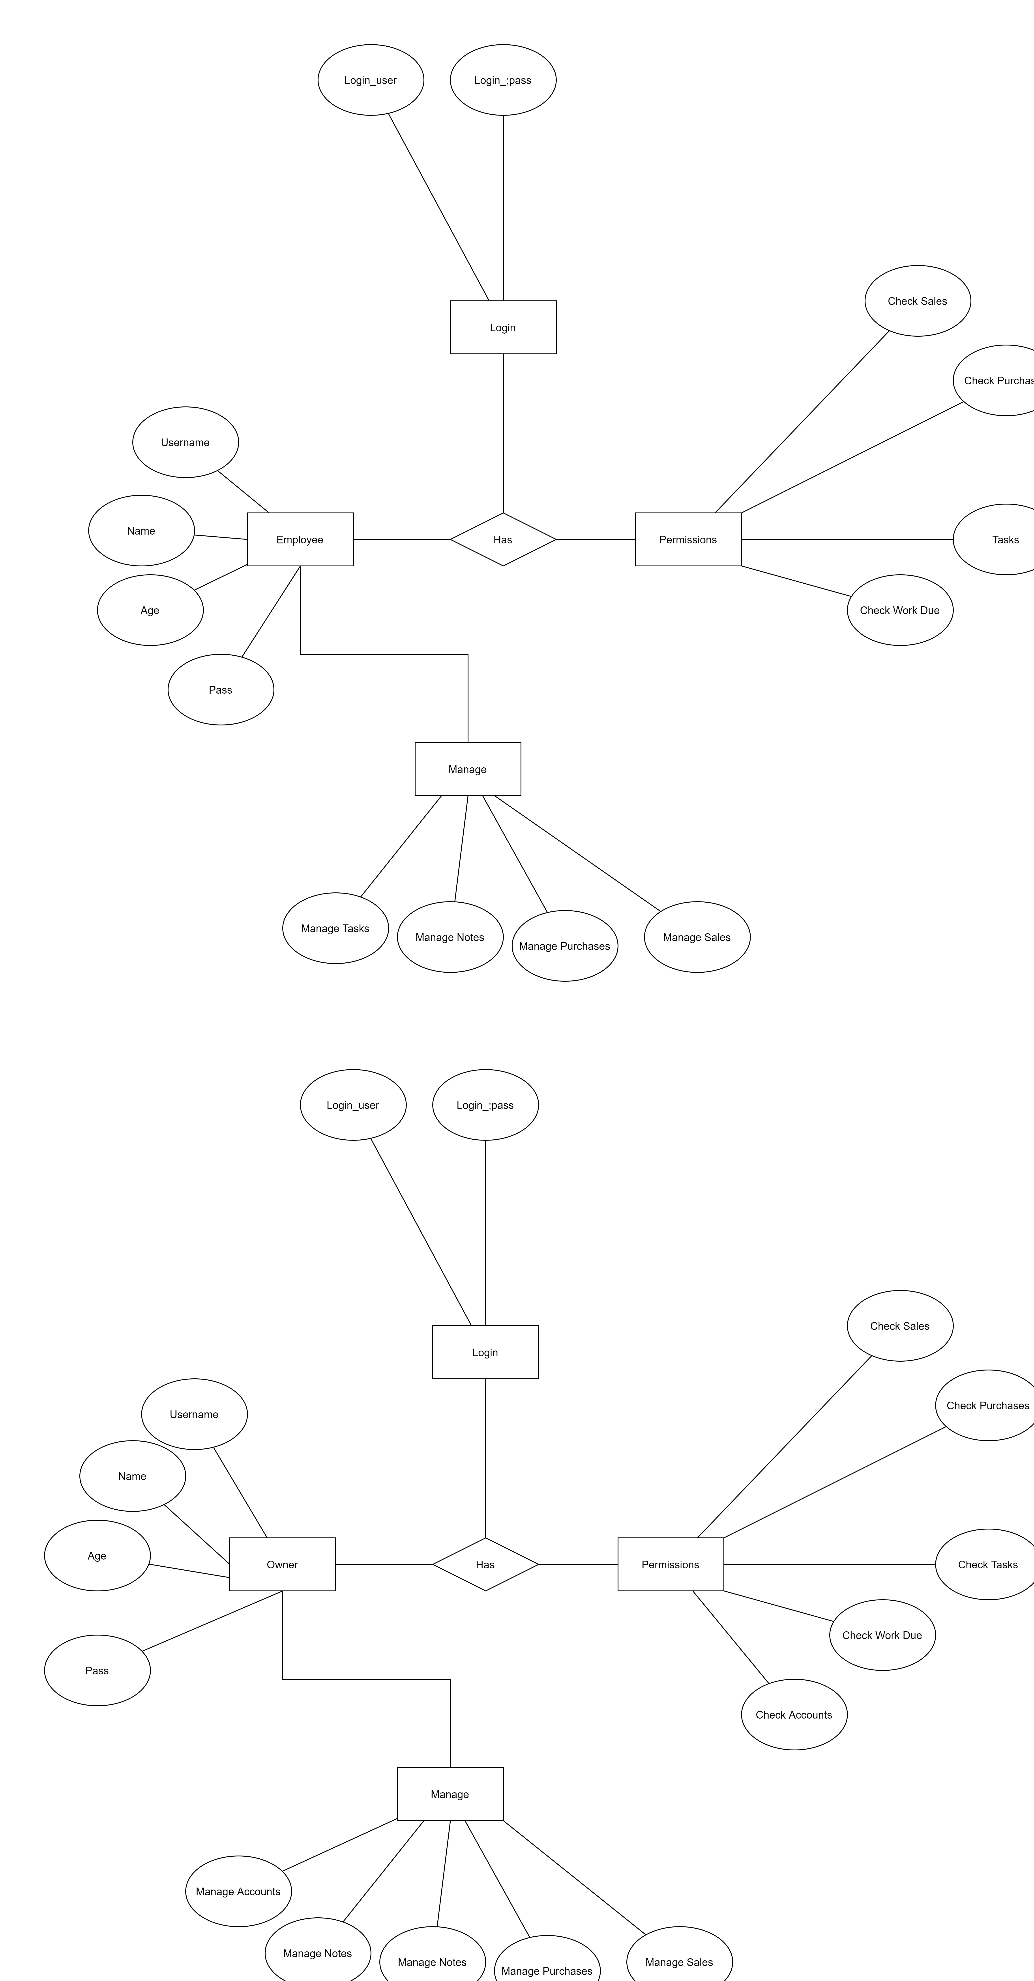 Login_user
Login_;pass
Login
Check Sales
Check Purchas
Username
Name
Employee
Has
Permissions
Tasks
Age
Check Work Due
Pass
Manage
Manage Tasks
Manage Notes
Manage Purchases
Manage Sales
Login_user
Login_;pass
Login
Check Sales
Check Purchases
Username
Name
Age
Owner
Has
Permissions
Check Tasks
Check Work Due
Pass
Check Accounts
Manage
Manage Accounts
Manage Notes
Manage Notes
Manage Purchases
Manage Sales